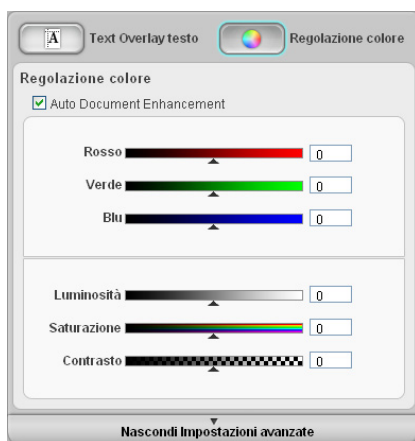 A Text Overlay testo Regolazione colore
Regolazione colore
Auto Document Enhancement
Rosso 0
Verde 0
Blu 0
Luminosità 0
Saturazione 0
Contrasto 0
Nascondi Impostazioni avanzate